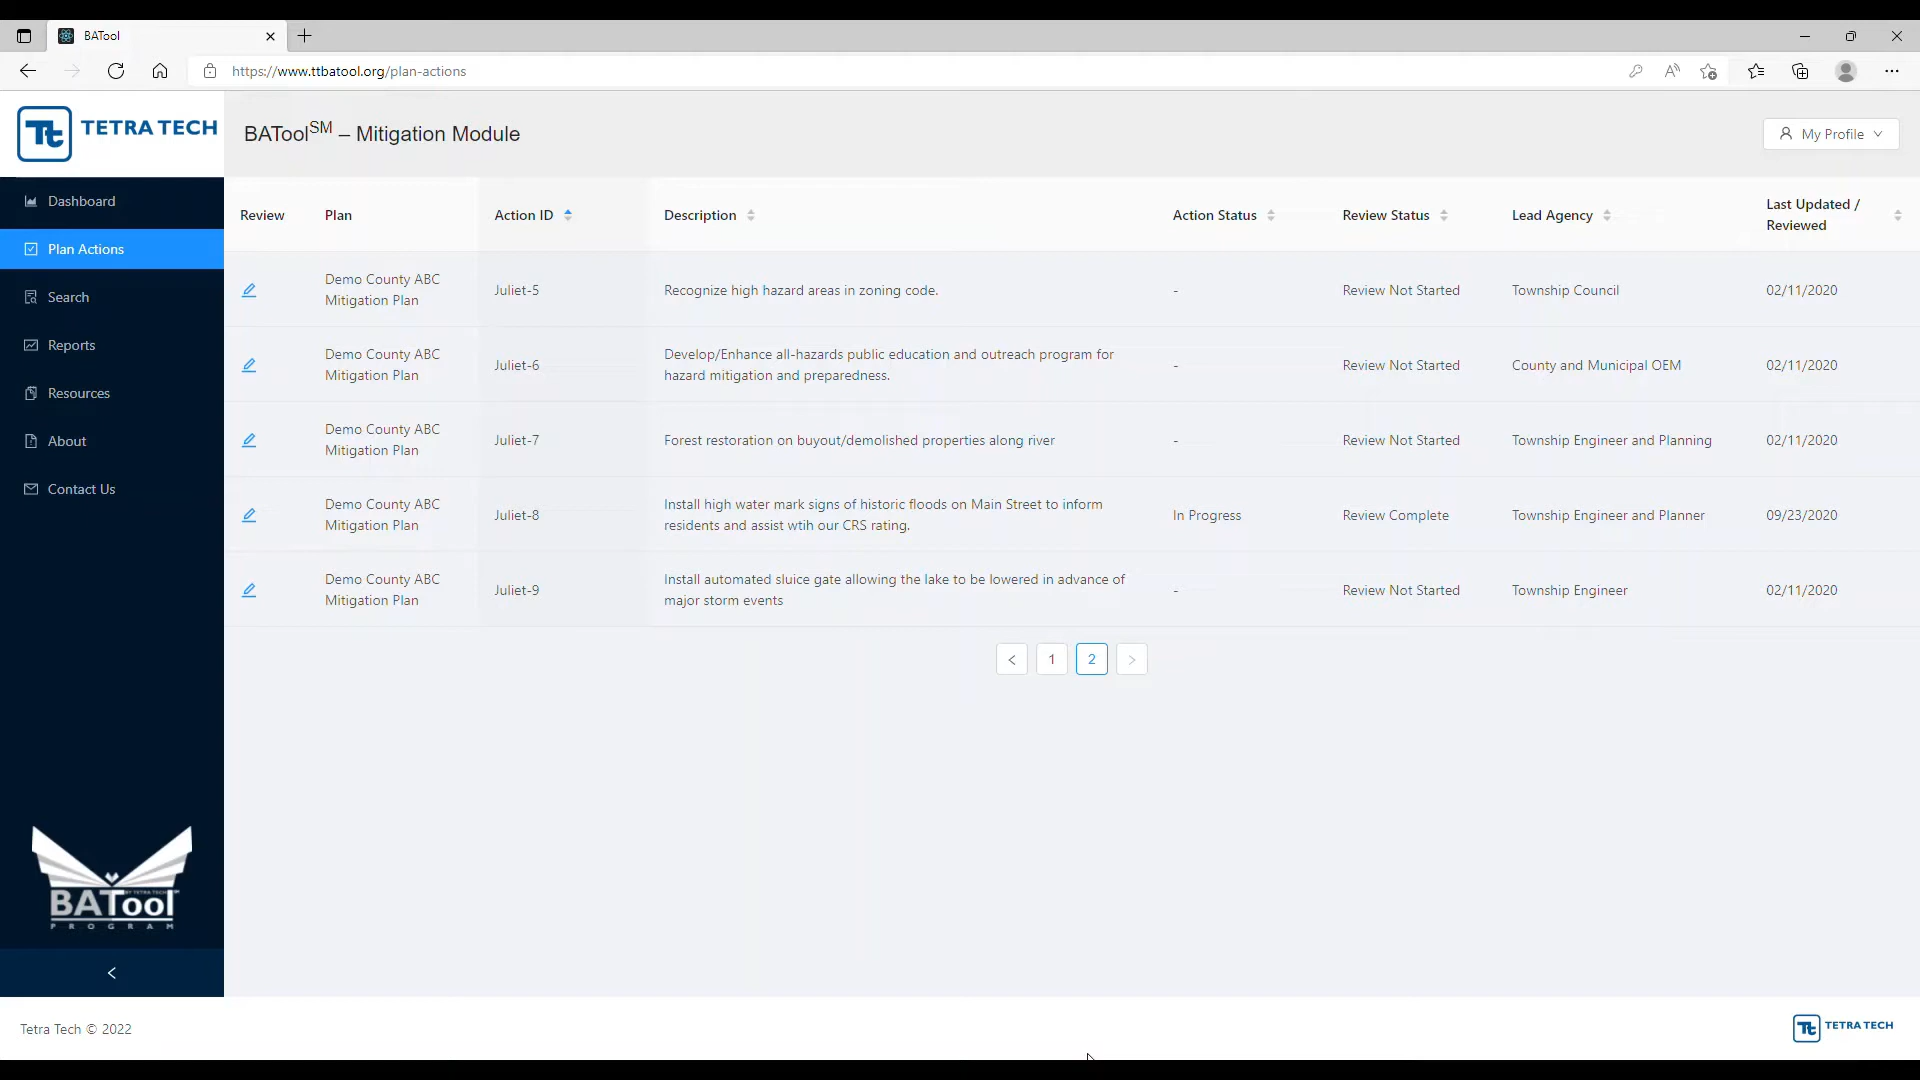 BATool
https://www.ttbatool.org/plan-actions
Tt TETRA TECH
BAToolSM – Mitigation Module
My Profile
Dashboard
Plan Actions
Search
Reports
Resources
About
Contact Us
Review Plan Action ID Description Action Status Review Status Lead Agency Last Updated /
Reviewed
Demo County ABC
Mitigation Plan
Juliet-5
Recognize high hazard areas in zoning code.
-
Review Not Started
Township Council
02/11/2020
Demo County ABC
Mitigation Plan
Juliet-6
Develop/Enhance all-hazards public education and outreach program for
hazard mitigation and preparedness.
-
Review Not Started
County and Municipal OEM
02/11/2020
Demo County ABC
Mitigation Plan
Juliet-7
Forest restoration on buyout/demolished properties along river
-
Review Not Started
Township Engineer and Planning
02/11/2020
Demo County ABC
Mitigation Plan
Juliet-8
Install high water mark signs of historic floods on Main Street to inform
residents and assist wtih our CRS rating.
In Progress
Review Complete
Township Engineer and Planner
09/23/2020
Demo County ABC
Mitigation Plan
Juliet-9
Install automated sluice gate allowing the lake to be lowered in advance of
major storm events
-
Review Not Started
Township Engineer
02/11/2020
< 1 2 >
BY TETRA TECH
BATool
PROGRAM
<
Tetra Tech © 2022
Tt TETRA TECH